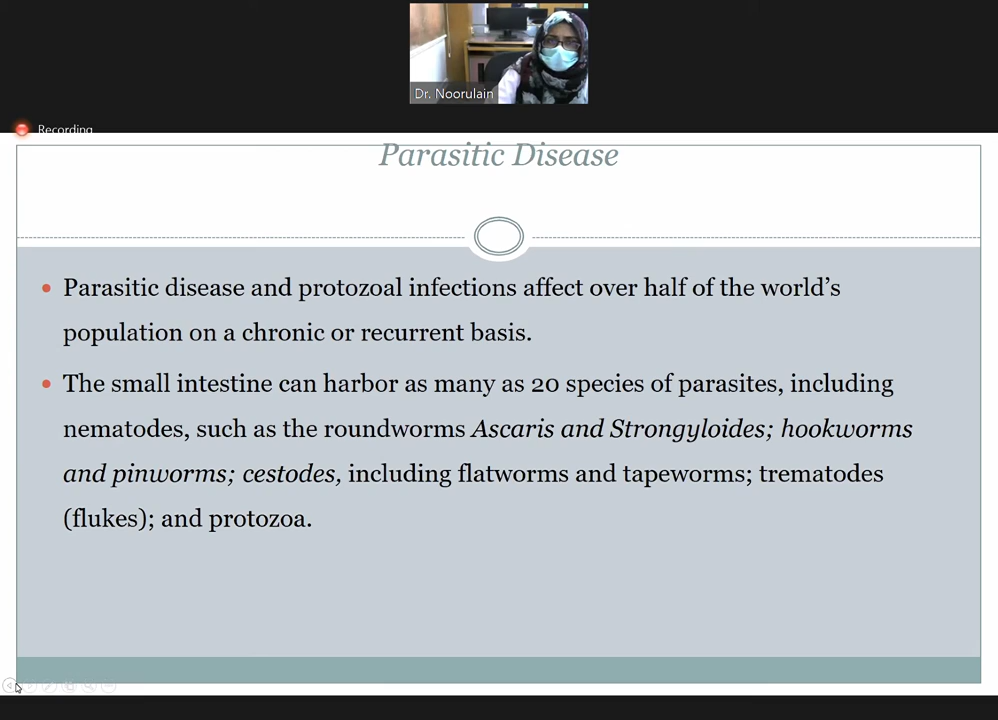 Dr. Noorulain
Recording
Parasitic Disease
• Parasitic disease and protozoal infections affect over half of the world's
population on a chronic or recurrent basis.
• The small intestine can harbor as many as 20 species of parasites, including
nematodes, such as the roundworms Ascaris and Strongyloides; hookworms
and pinworms; cestodes, including flatworms and tapeworms; trematodes
(flukes); and protozoa.